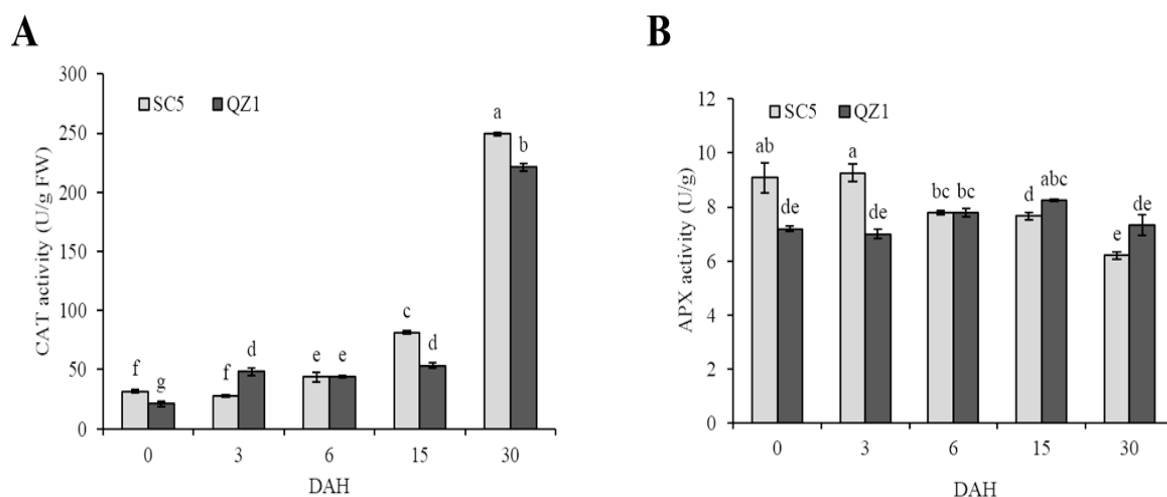 A
CAT activity (U/g FW)
300
250
200
150
100
50
0
SC5 QZ1
f g f d e e c d a b
0 3 6 15 30
DAH
B
APX activity (U/g)
12
10
8
6
4
2
0
SC5 QZ1
ab de a de bc bc d abc e de
0 3 6 15 30
DAH